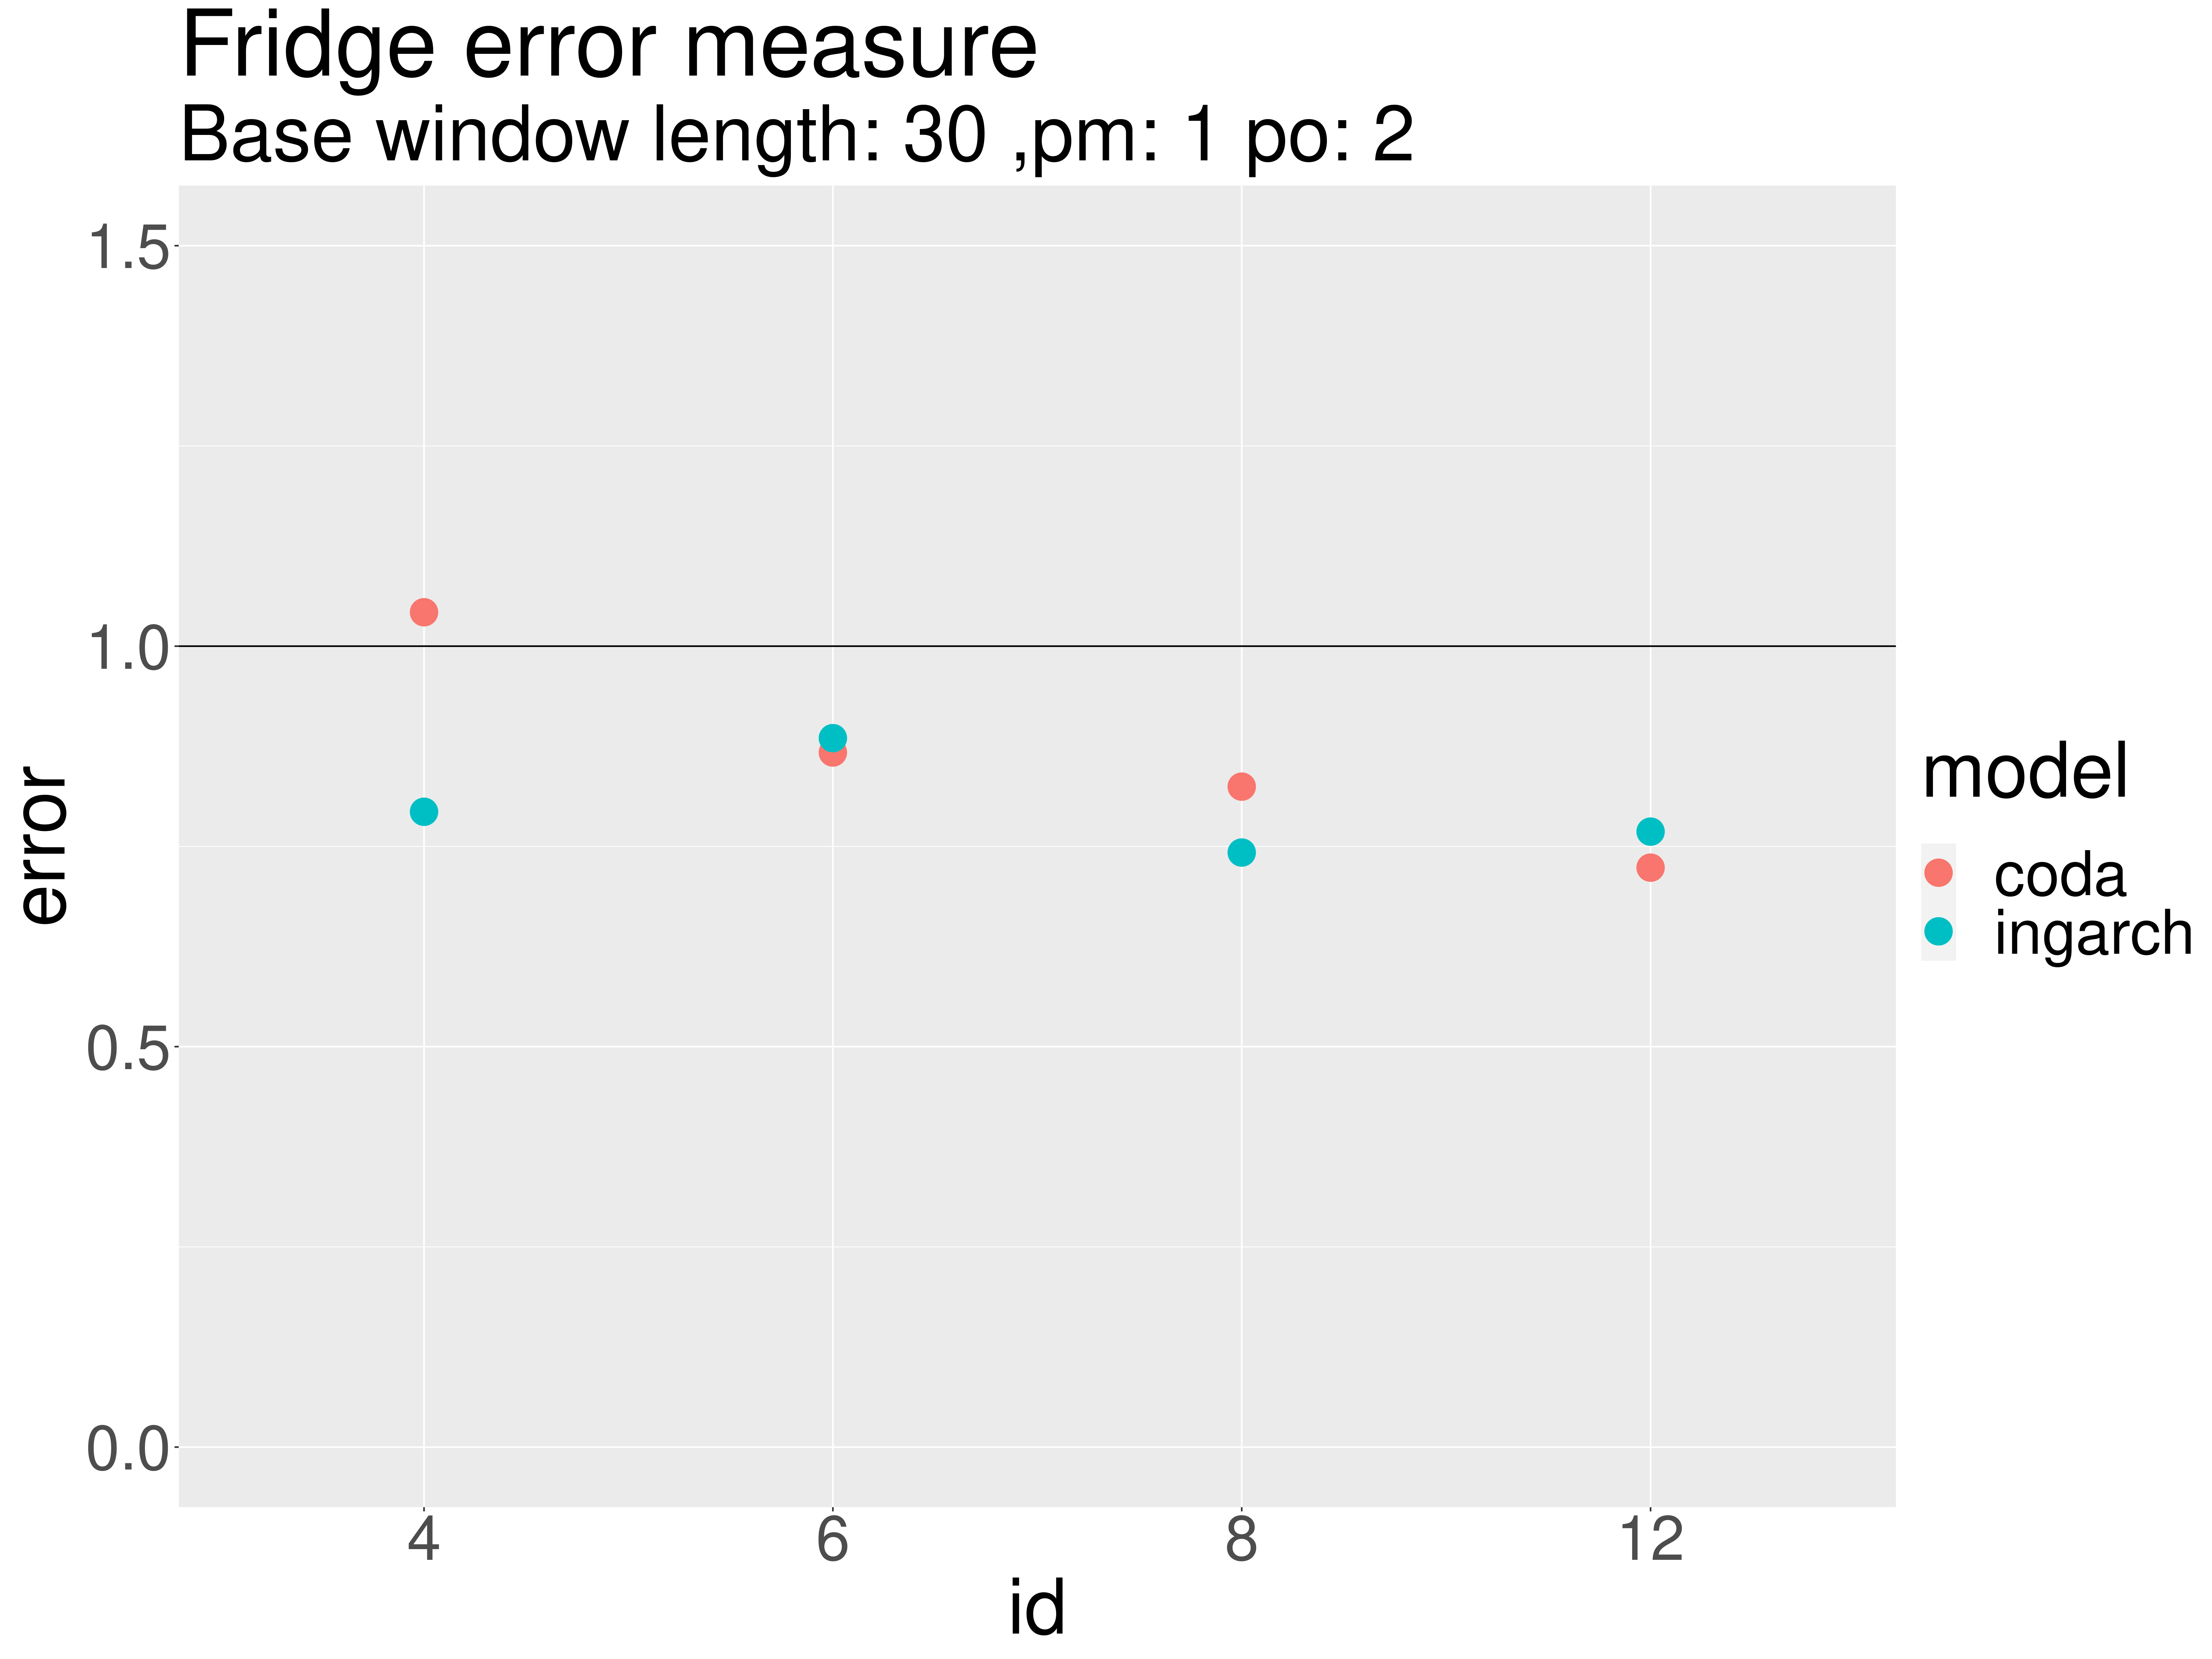 Fridge error measure
Base window length: 30 ,pm: 1 po: 2
1.5
1.0
0.5
0.0
error
4 6 8 12
id
model
coda
ingarch